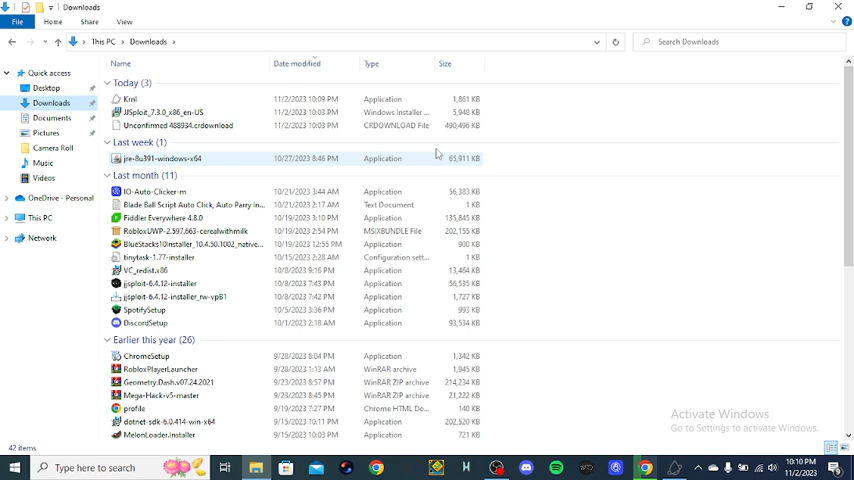 Downloads
File Home Share View
This PC Downloads Search Downloads
Name Date modified Type Size
Quick access
Desktop
Downloads
Documents
Pictures
Camera Roll
Music
Videos
OneDrive - Personal
This PC
Network
Today (3)
Krnl 11/2/2023 10:09 PM Application 1,861 KB
JJSploit_7.3.0_x86_en-US 11/2/2023 10:03 PM Windows Installer ... 5,948 KB
Unconfirmed 488934.crdownload 11/2/2023 10:03 PM CRDOWNLOAD File 490,496 KB
Last week (1)
jre-8u391-windows-x64 10/27/2023 8:46 PM Application 65,911 KB
Last month (11)
IO-Auto-Clicker-m 10/21/2023 3:44 AM Application 56,383 KB
Blade Ball Script Auto Click, Auto Parry In... 10/21/2023 2:17 AM Text Document 1 KB
Fiddler Everywhere 4.8.0 10/19/2023 3:10 PM Application 135,845 KB
RobloxUWP-2.597.663-cerealwithmilk 10/19/2023 2:54 PM MSIXBUNDLE File 202,155 KB
BlueStacks10Installer_10.4.50.1002_native... 10/19/2023 12:55 PM Application 900 KB
tinytask-1.77-installer 10/15/2023 2:28 AM Configuration sett... 1 KB
VC_redist.x86 10/8/2023 9:16 PM Application 13,464 KB
jjsploit-6.4.12-installer 10/8/2023 7:43 PM Application 56,535 KB
jjsploit-6.4.12-installer_rw-vpB1 10/8/2023 7:42 PM Application 1,727 KB
SpotifySetup 10/5/2023 3:36 PM Application 993 KB
DiscordSetup 10/1/2023 2:18 AM Application 93,534 KB
Earlier this year (26)
ChromeSetup 9/28/2023 8:04 PM Application 1,342 KB
RobloxPlayerLauncher 9/28/2023 1:13 AM WinRAR archive 1,945 KB
Geometry.Dash.v07.24.2021 9/23/2023 8:57 PM WinRAR ZIP archive 214,234 KB
Mega-Hack-v5-master 9/23/2023 8:45 PM WinRAR ZIP archive 21,222 KB
profile 9/19/2023 7:27 PM Chrome HTML Do... 140 KB
dotnet-sdk-6.0.414-win-x64 9/15/2023 10:11 PM Application 202,520 KB
MelonLoader.Installer 9/15/2023 10:03 PM Application 721 KB
Activate Windows
Go to Settings to activate Windows.
42 items
Type here to search
10:10 PM
11/2/2023